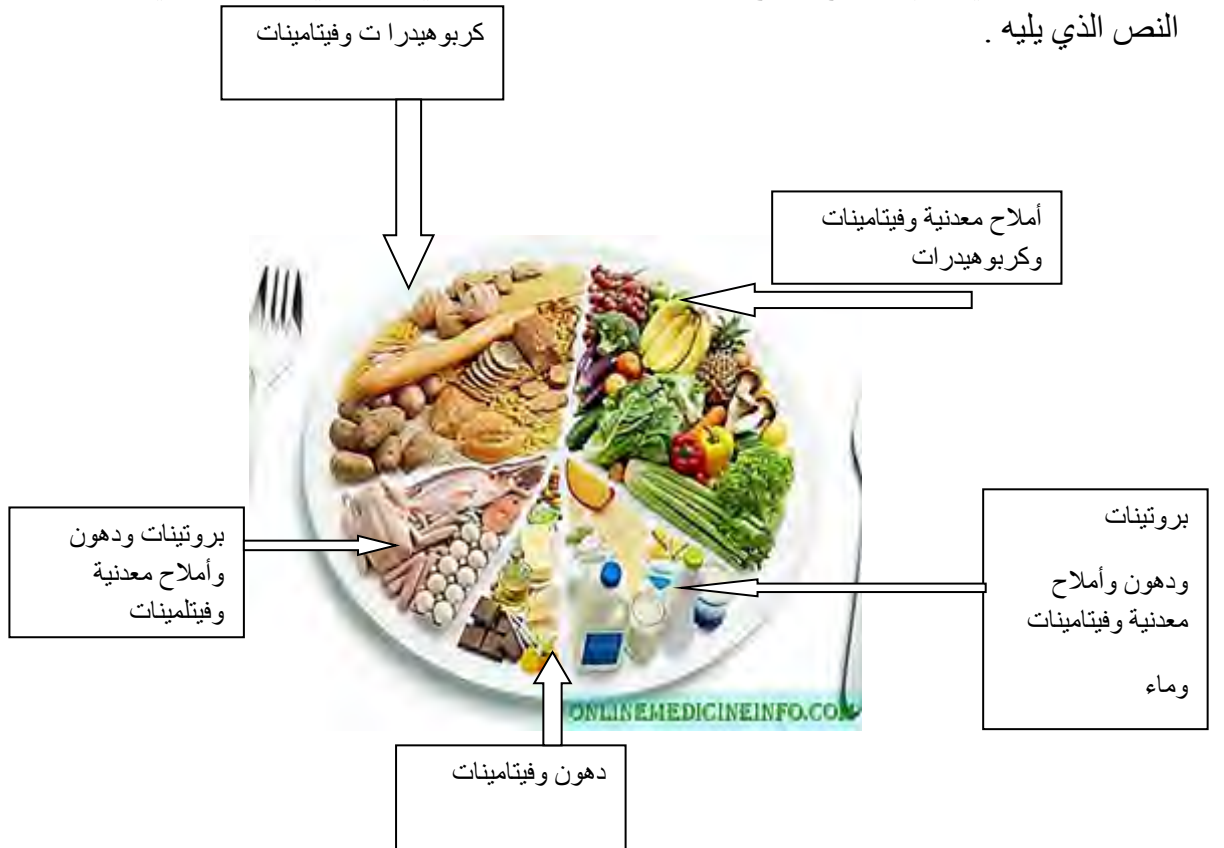 النص الذي يليه .
كربوهيدرا ت وفيتامينات
أملاح معدنية وفيتامينات
وكربوهيدرات
بروتينات ودهون
وأملاح معدنية
وفيتلمينات
بروتينات
ودهون وأملاح
معدنية وفيتامينات
وماء
دهون وفيتامينات
ONLINEMEDICINEINFO.COM